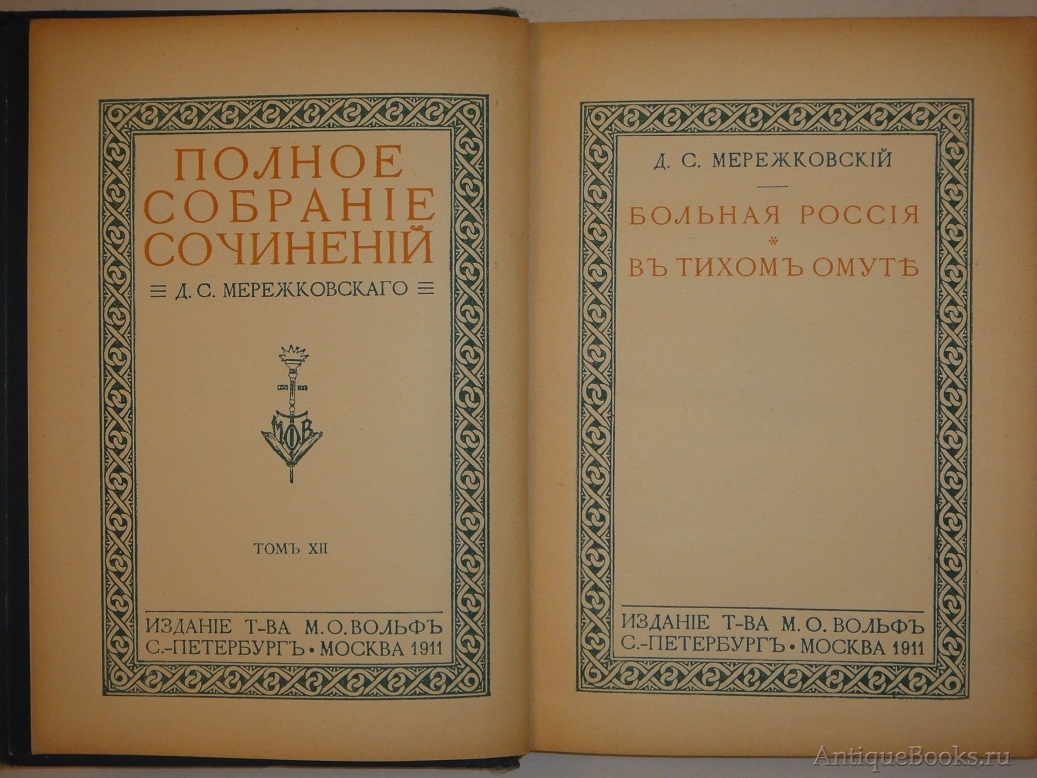 ПОЛНОЕ
СОБРАНІЕ
СОЧИНЕНІЙ
Д. С. МЕРЕЖКОВСКАГО
МОВ
ТОМЪ XII
ИЗДАНІЕ Т-ВА М. О. ВОЛЬФЪ
С.-ПЕТЕРБУРГЪ • МОСКВА 1911
Д. С. МЕРЕЖКОВСКІЙ
БОЛЬНАЯ РОССІЯ
*
ВЪ ТИХОМЪ ОМУТѢ
ИЗДАНІЕ Т-ВА М. О. ВОЛЬФЪ
С.-ПЕТЕРБУРГЪ • МОСКВА 1911
AntiqueBooks.ru